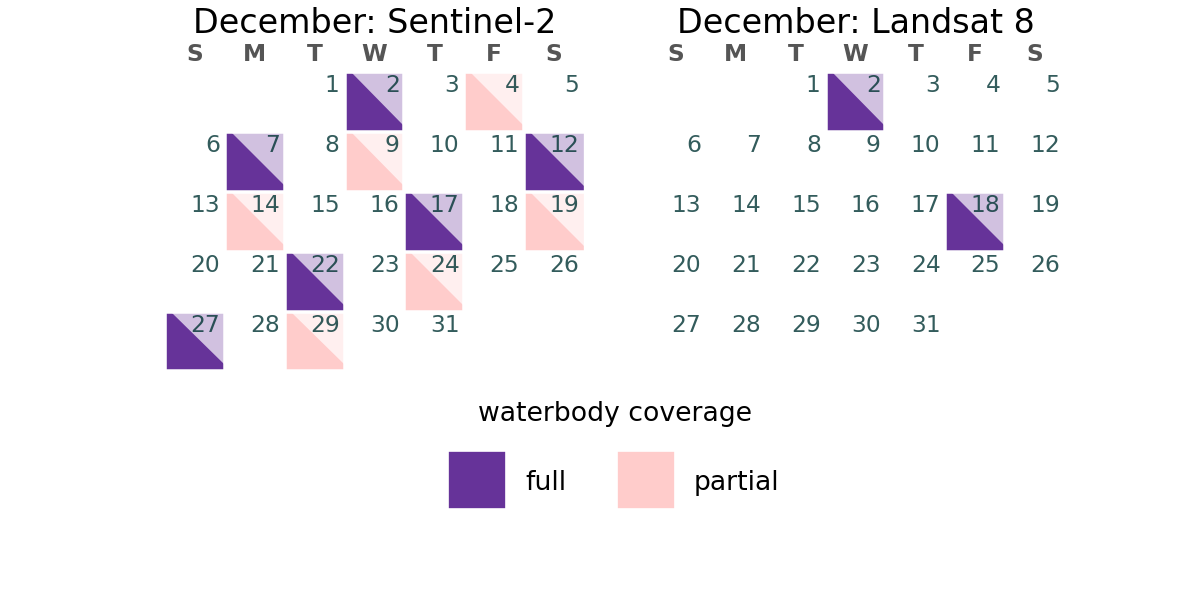 December: Sentinel-2
S M T W T F S
1 2 3 4 5
6 7 8 9 10 11 12
13 14 15 16 17 18 19
20 21 22 23 24 25 26
27 28 29 30 31
December: Landsat 8
S M T W T F S
1 2 3 4 5
6 7 8 9 10 11 12
13 14 15 16 17 18 19
20 21 22 23 24 25 26
27 28 29 30 31
waterbody coverage
full
partial